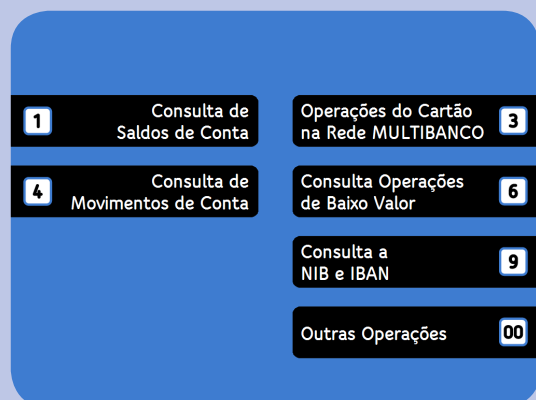 1
Consulta de
Saldos de Conta
Operações do Cartão
na Rede MULTIBANCO
3
4
Consulta de
Movimentos de Conta
Consulta Operações
de Baixo Valor
6
Consulta a
NIB e IBAN
9
Outras Operações
00